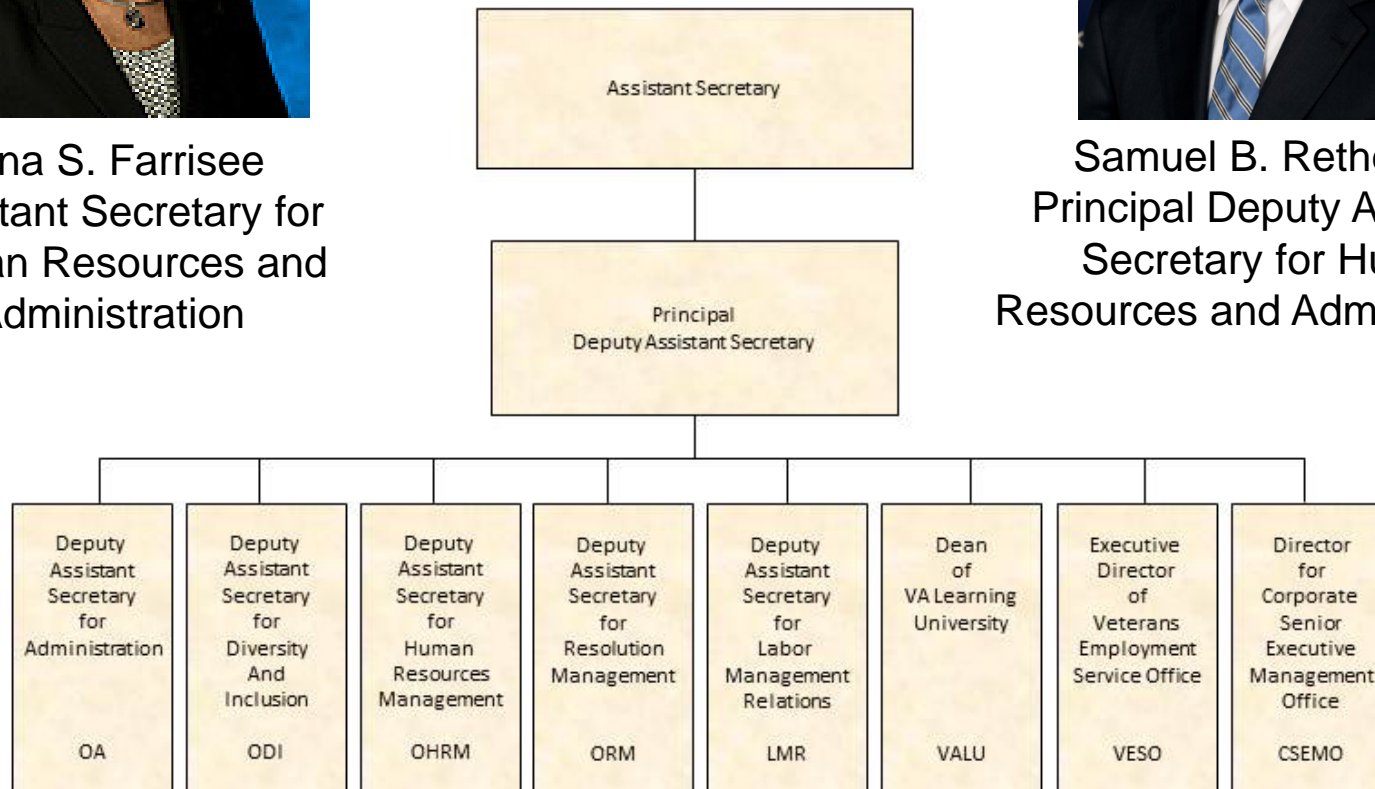 Assistant Secretary
na S. Farrisee
tant Secretary for
an Resources and
dministration
Samuel B. Reth
Principal Deputy A
Secretary for Hu
Resources and Adm
Principal
Deputy Assistant Secretary
Deputy
Assistant
Secretary
for
Administration
OA
Deputy
Assistant
Secretary
for
Diversity
And
Inclusion
ODI
Deputy
Assistant
Secretary
for
Human
Resources
Management
OHRM
Deputy
Assistant
Secretary
for
Resolution
Management
ORM
Deputy
Assistant
Secretary
for
Labor
Management
Relations
LMR
Dean
of
VA Learning
University
VALU
Executive
Director
of
Veterans
Employment
Service Office
VESO
Director
for
Corporate
Senior
Executive
Management
Office
CSEMO